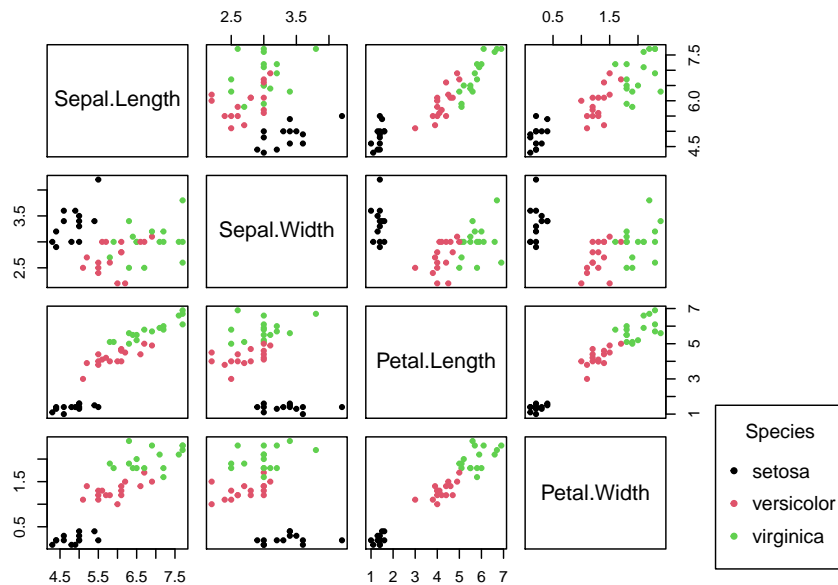 2.5 3.5
0.5 1.5
Sepal.Length
4.5 6.0 7.5
Sepal.Width
2.5 3.5
Petal.Length
1 3 5 7
Petal.Width
0.5 1.5
4.5 5.5 6.5 7.5
1 2 3 4 5 6 7
Species
setosa
versicolor
virginica